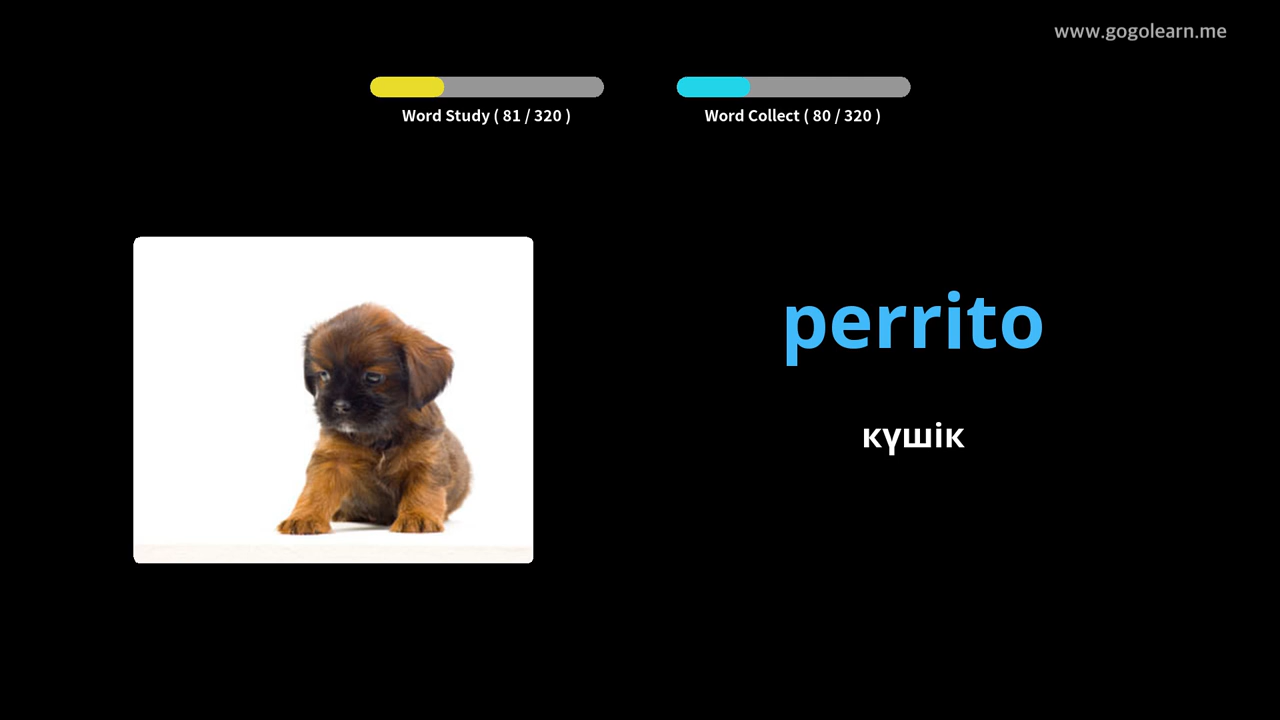 www.gogolearn.me
Word Study ( 81 / 320 )
Word Collect ( 80 / 320 )
perrito
күшік